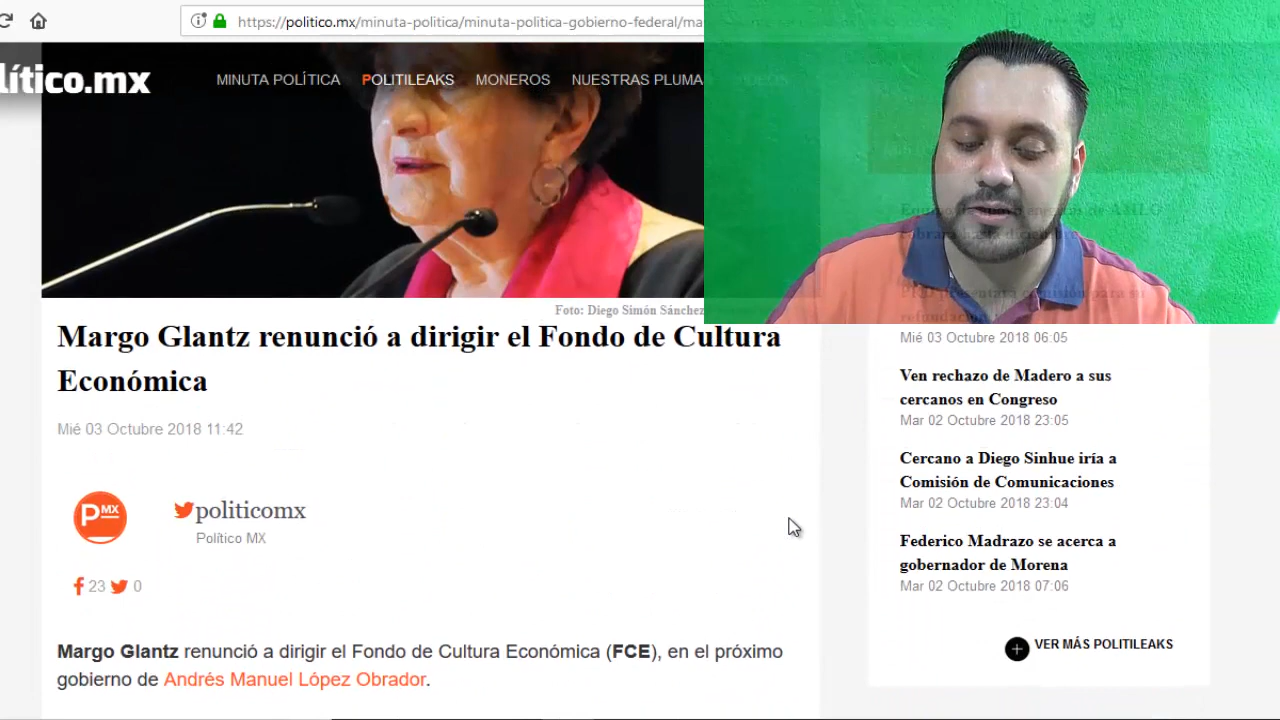 https://politico.mx/minuta-politica/minuta-politica-gobierno-federal/ma
lítico.mx
MINUTA POLÍTICA POLITILEAKS MONEROS NUESTRAS PLUMA
Foto: Diego Simón Sánchez
Margo Glantz renunció a dirigir el Fondo de Cultura
Económica
Mié 03 Octubre 2018 11:42
PMX
politicomx
Político MX
23 0
Margo Glantz renunció a dirigir el Fondo de Cultura Económica (FCE), en el próximo
gobierno de Andrés Manuel López Obrador.
Mié 03 Octubre 2018 06:05
Ven rechazo de Madero a sus
cercanos en Congreso
Mar 02 Octubre 2018 23:05
Cercano a Diego Sinhue iría a
Comisión de Comunicaciones
Mar 02 Octubre 2018 23:04
Federico Madrazo se acerca a
gobernador de Morena
Mar 02 Octubre 2018 07:06
VER MÁS POLITILEAKS